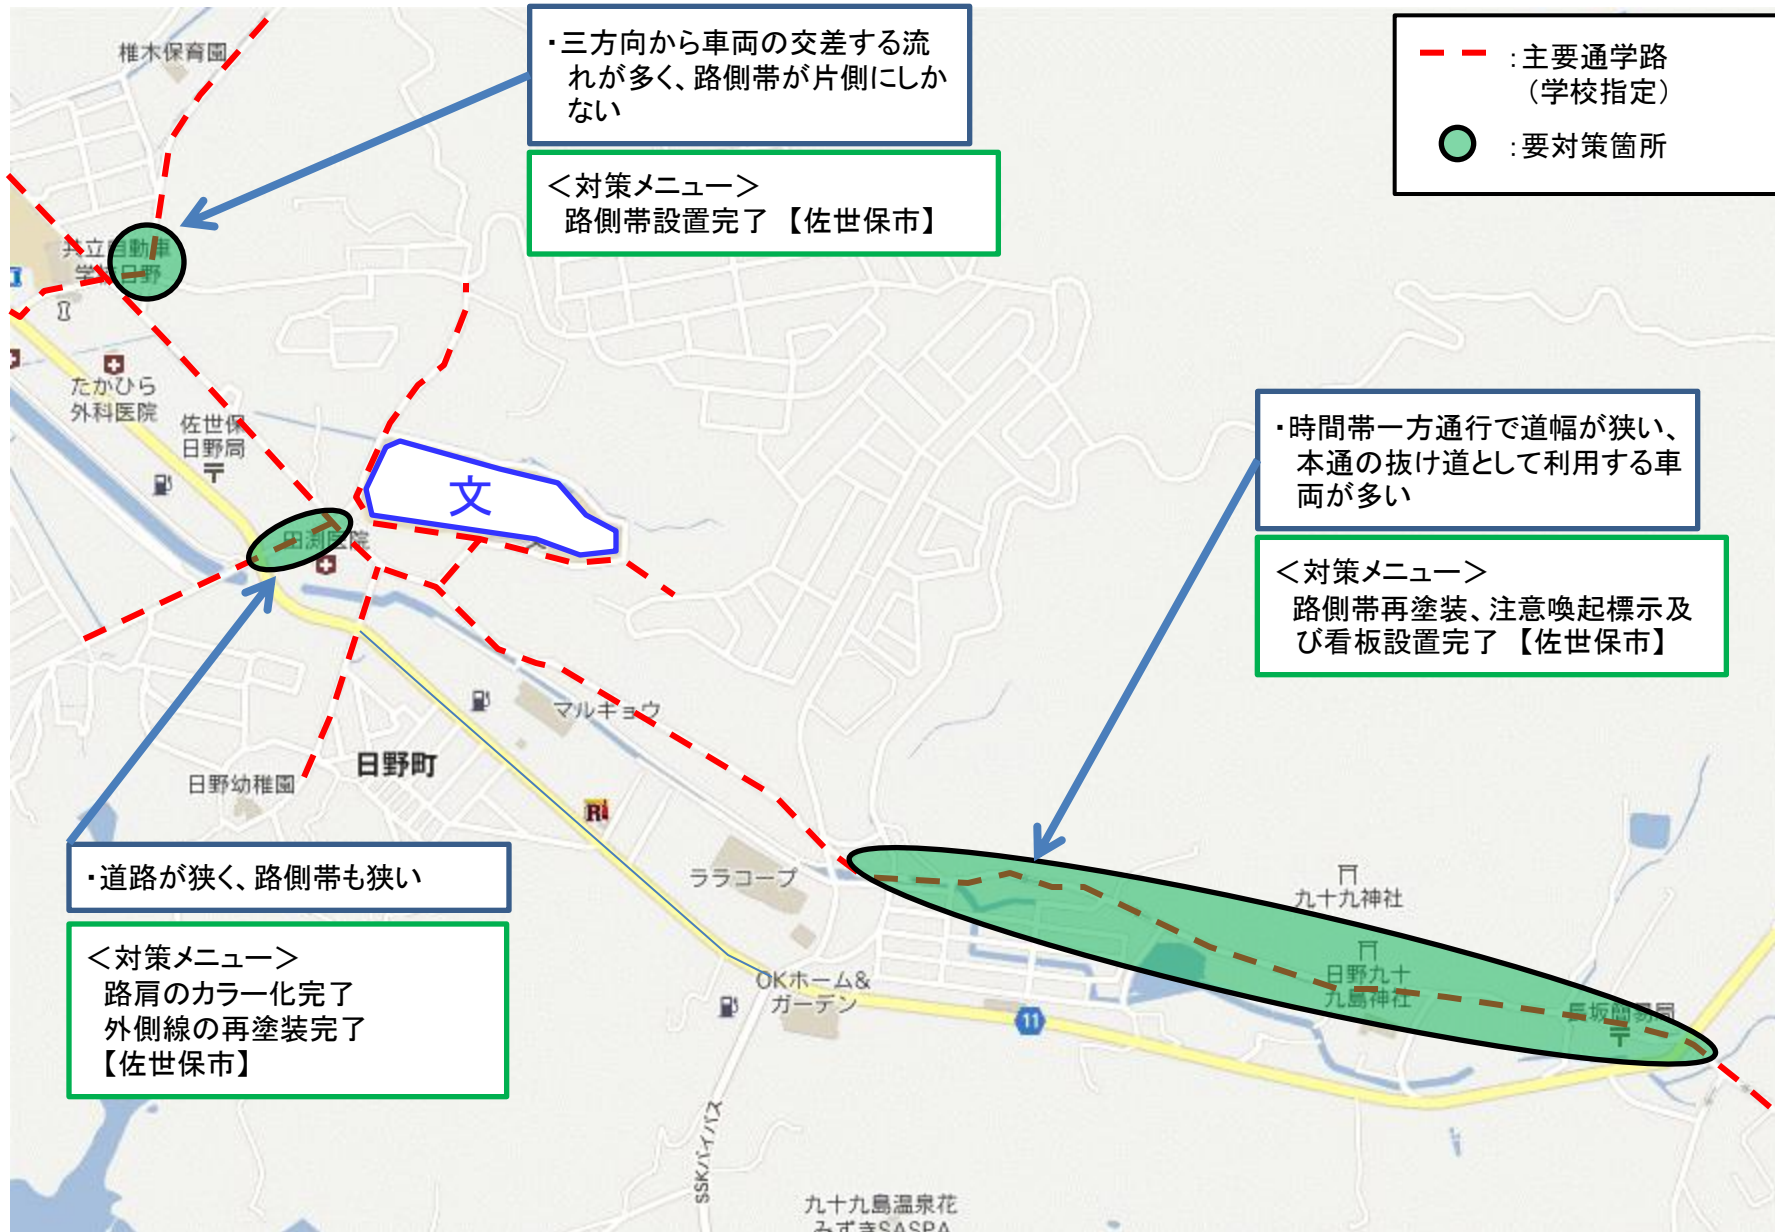 椎木保育園
・三方向から車両の交差する流
れが多く、路側帯が片側にしか
ない
＜対策メニュー＞
路側帯設置完了 【佐世保市】
:主要通学路
（学校指定）
:要対策箇所
共立自動車
学校日野
たかひら
外科医院
佐世保
日野局
文
田渕医院
・時間帯一方通行で道幅が狭い、
本通の抜け道として利用する車
両が多い
＜対策メニュー＞
路側帯再塗装、注意喚起標示及
び看板設置完了 【佐世保市】
マルキョウ
日野町
日野幼稚園
・道路が狭く、路側帯も狭い
＜対策メニュー＞
路肩のカラー化完了
外側線の再塗装完了
【佐世保市】
ララコープ
九十九神社
日野九十
九島神社
長坂簡易局
OKホーム&
ガーデン
11
SSKバイパス
九十九島温泉花
みずきSASPA